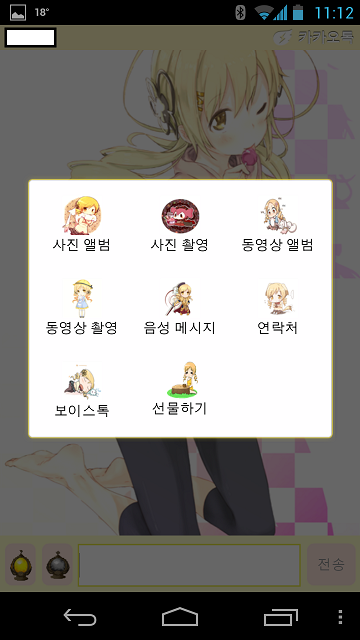 18°
11:12
카카오톡
사진 앨범
사진 촬영
동영상 앨범
동영상 촬영
음성 메시지
연락처
보이스톡
선물하기
전송